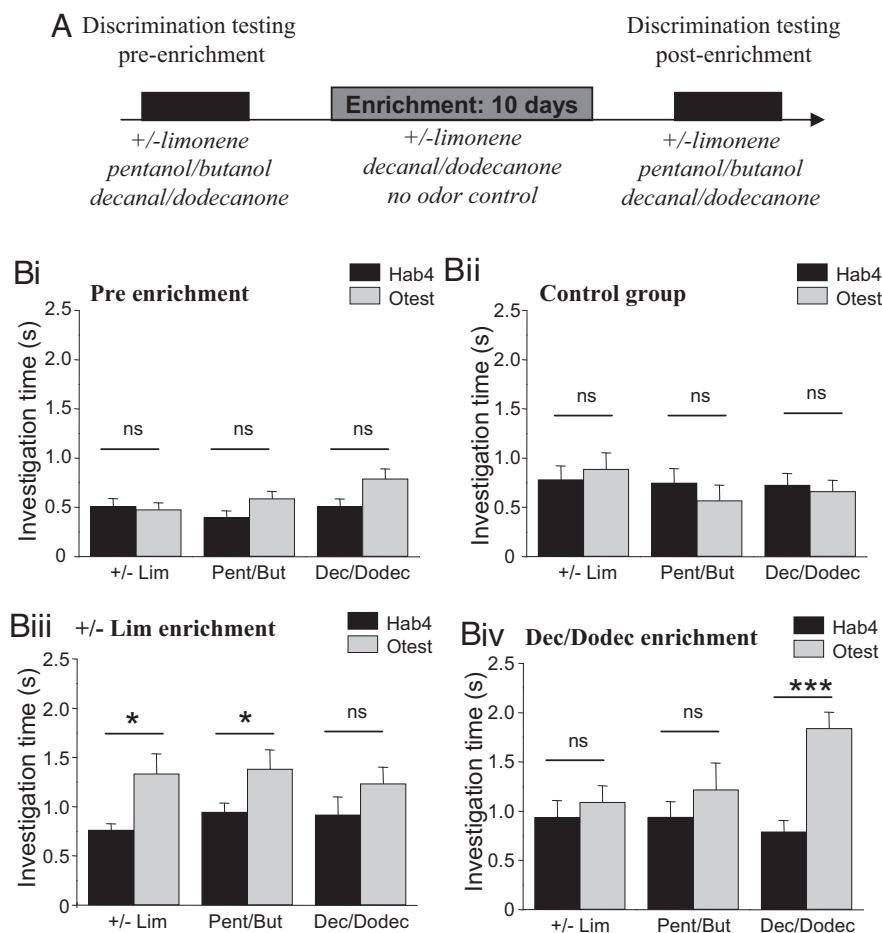 A
Discrimination testing
pre-enrichment
Discrimination testing
post-enrichment
Enrichment: 10 days
+/-limonene
pentanol/butanol
decanal/dodecanone
+/-limonene
decanal/dodecanone
no odor control
+/-limonene
pentanol/butanol
decanal/dodecanone
Bi
Pre enrichment
Hab4
Otest
Investigation time (s)
2.5
2.0
1.5
1.0
0.5
0
ns
ns
ns
+/- Lim
Pent/But
Dec/Dodec
Bii
Control group
Hab4
Otest
Investigation time (s)
2.5
2.0
1.5
1.0
0.5
0
ns
ns
ns
+/- Lim
Pent/But
Dec/Dodec
Biii
+/- Lim enrichment
Hab4
Otest
Investigation time (s)
2.5
2.0
1.5
1.0
0.5
0
*
*
ns
+/- Lim
Pent/But
Dec/Dodec
Biv
Dec/Dodec enrichment
Hab4
Otest
Investigation time (s)
2.5
2.0
1.5
1.0
0.5
0
ns
ns
***
+/- Lim
Pent/But
Dec/Dodec